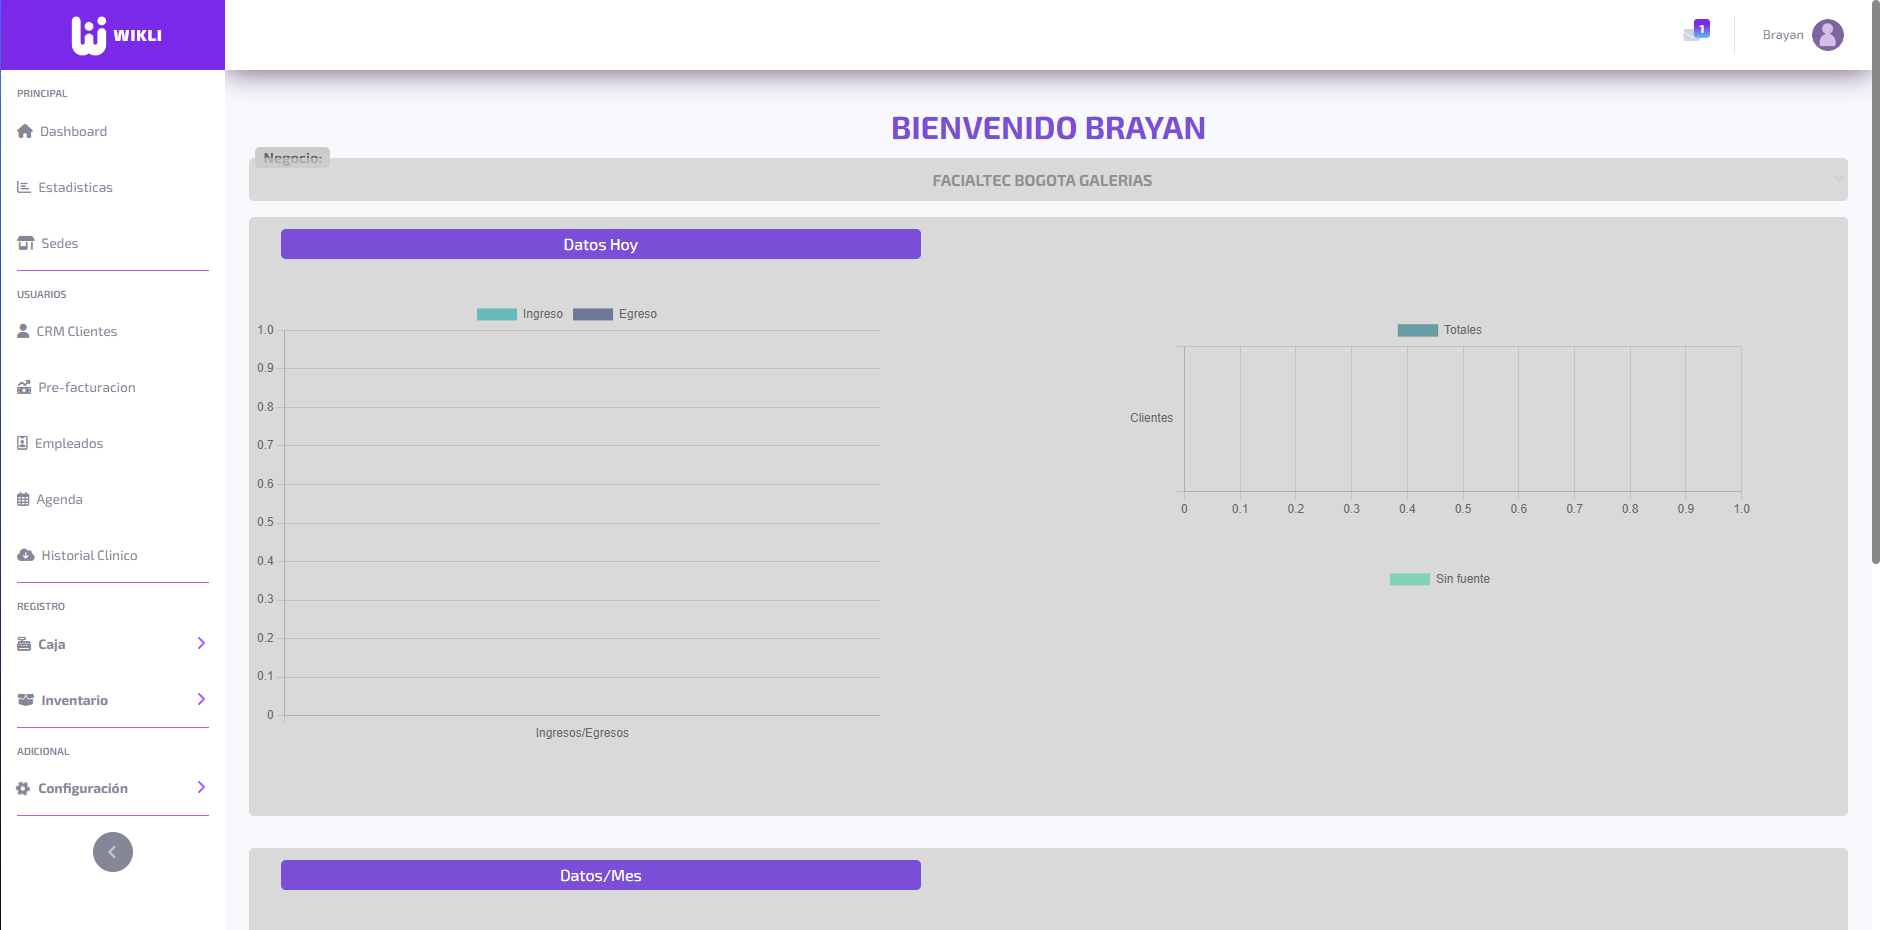 WIKLI
1
Brayan
PRINCIPAL
Dashboard
Estadisticas
Sedes
USUARIOS
CRM Clientes
Pre-facturacion
Empleados
Agenda
Historial Clinico
REGISTRO
Caja
Inventario
ADICIONAL
Configuración
BIENVENIDO BRAYAN
Negocio:
FACIALTEC BOGOTA GALERIAS
Datos Hoy
Ingreso Egreso
1.0
0.9
0.8
0.7
0.6
0.5
0.4
0.3
0.2
0.1
0
Ingresos/Egresos
Totales
Clientes
0 0.1 0.2 0.3 0.4 0.5 0.6 0.7 0.8 0.9 1.0
Sin fuente
Datos/Mes